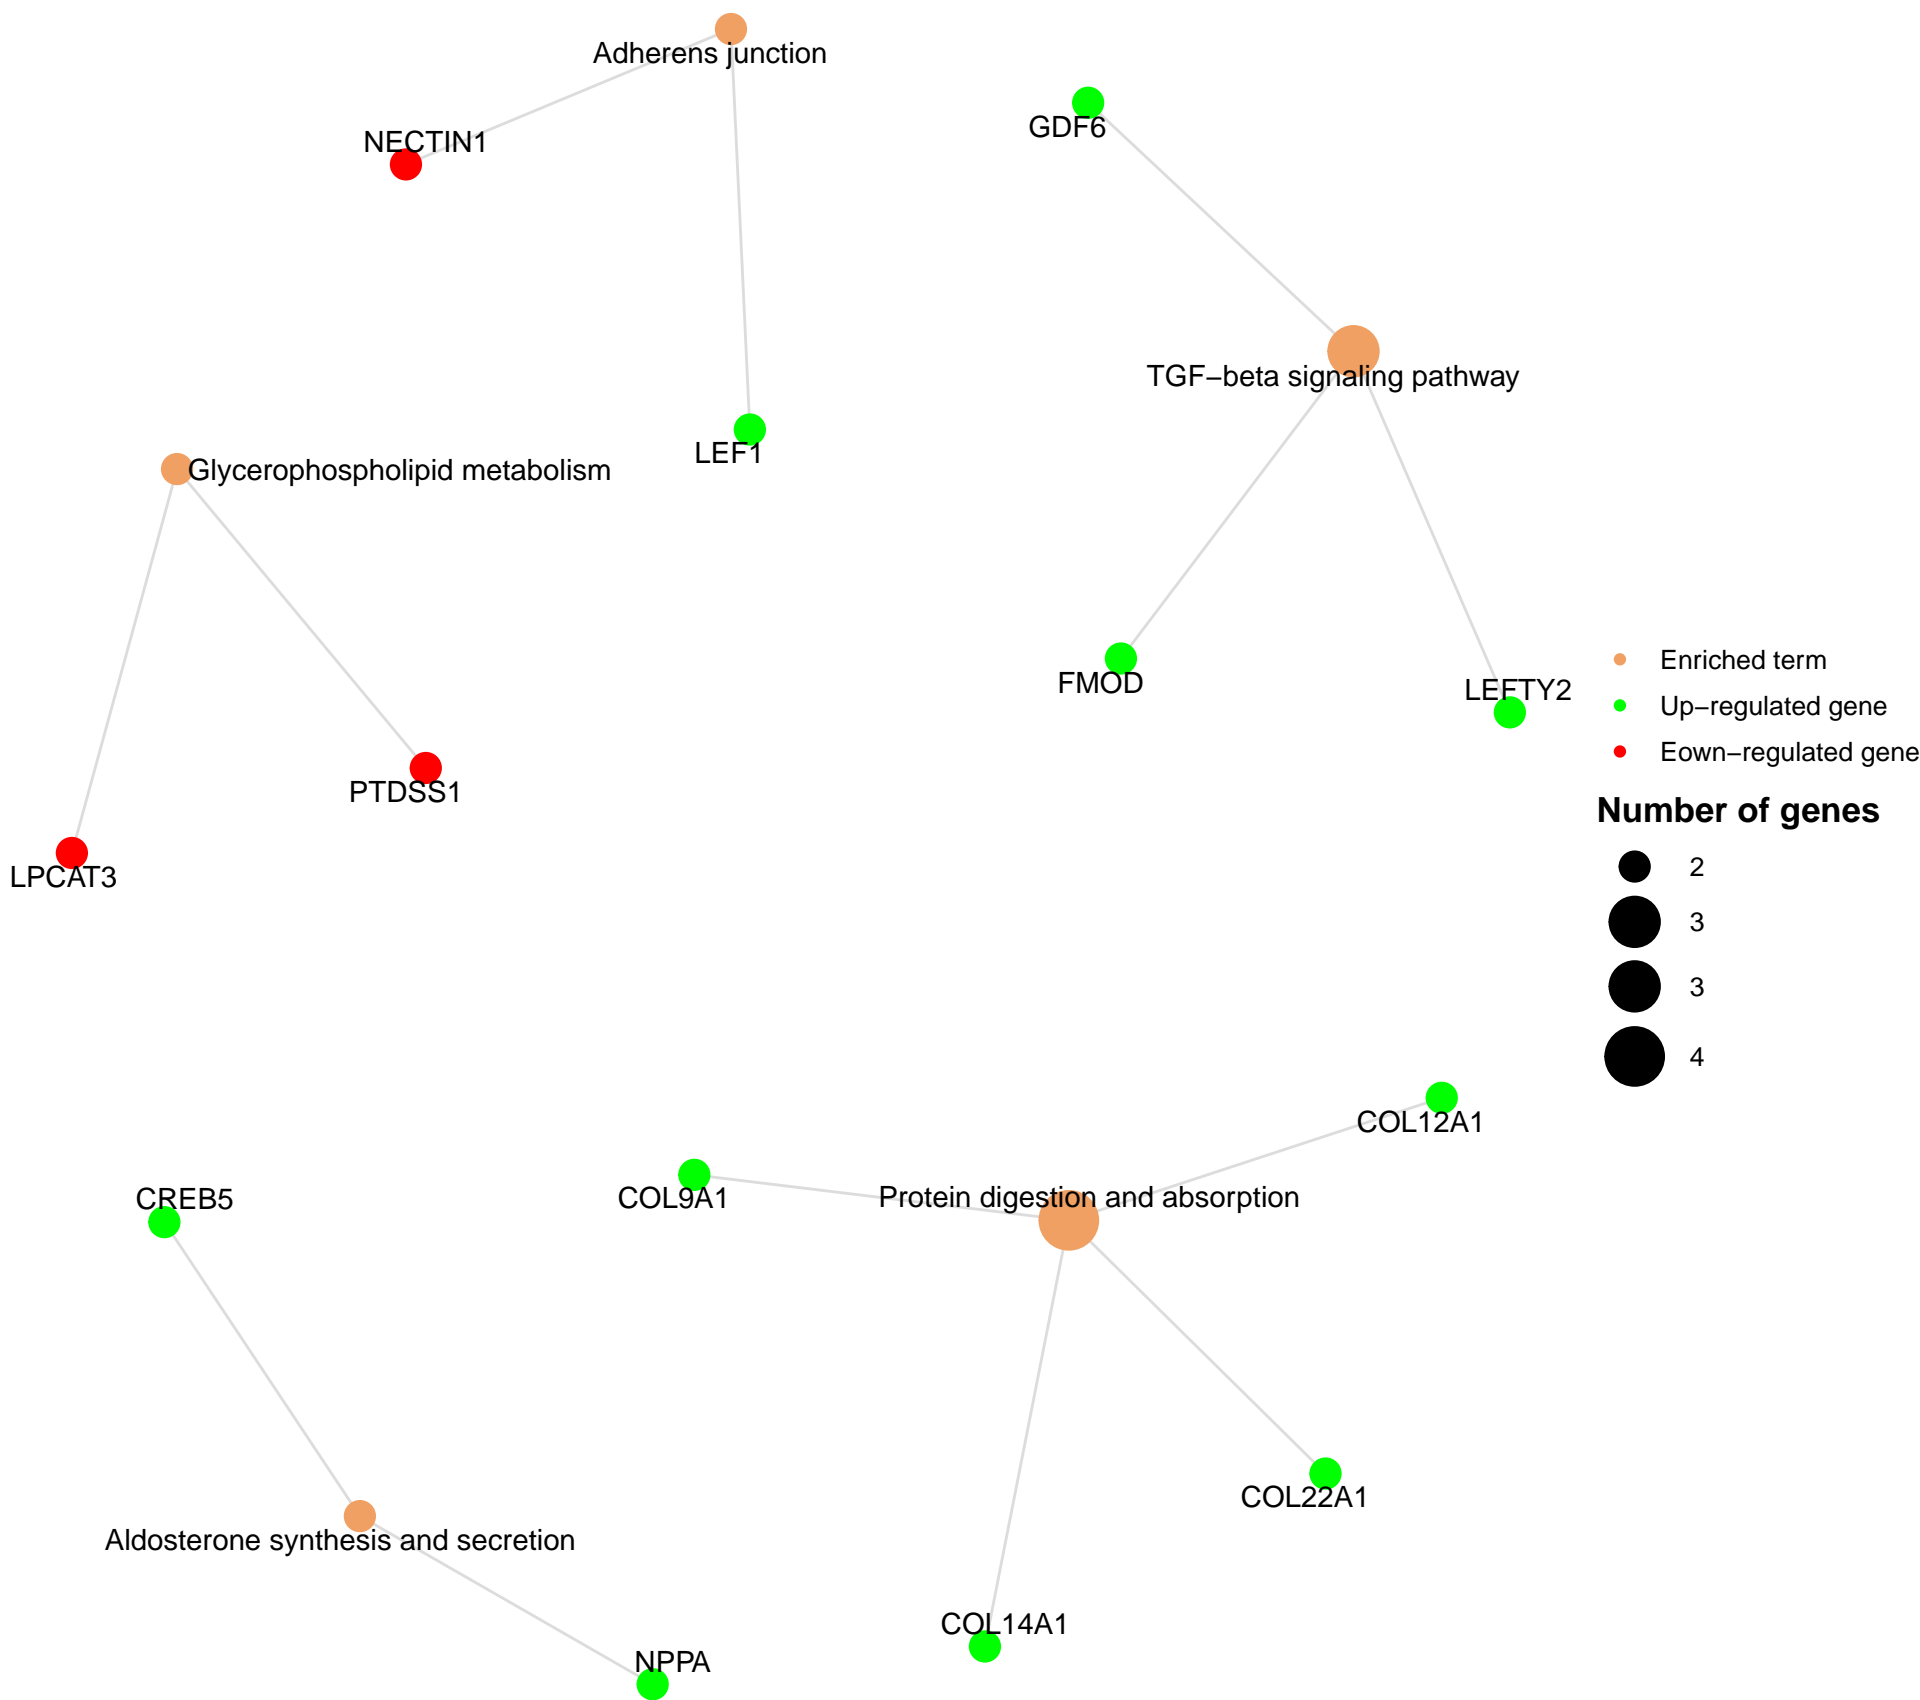 Adherens junction
GDF6
NECTIN1
TGF−beta signaling pathway
LEF1
Glycerophospholipid metabolism
FMOD
LEFTY2
PTDSS1
LPCAT3
Enriched term
Up−regulated gene
Eown−regulated gene
Number of genes
2
3
3
4
COL12A1
CREB5
COL9A1
Protein digestion and absorption
COL22A1
Aldosterone synthesis and secretion
COL14A1
NPPA